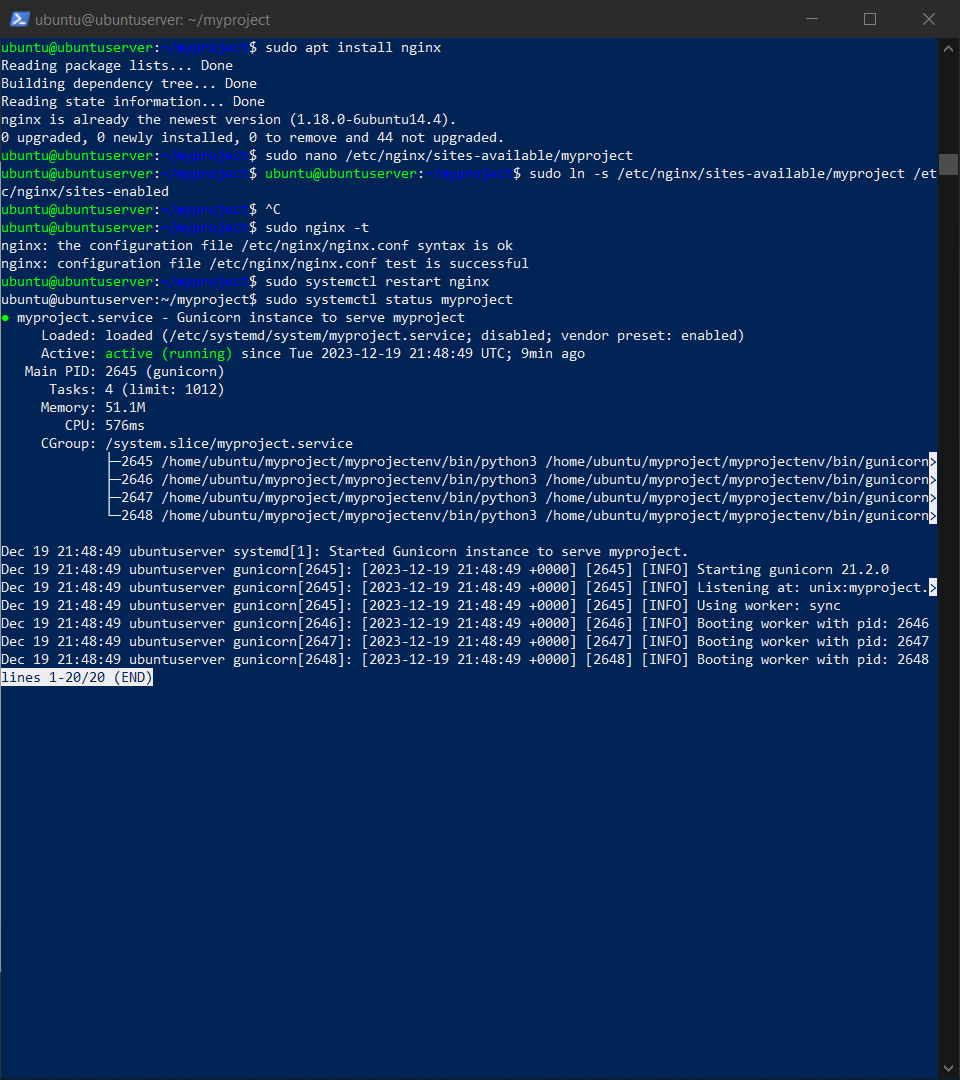 ubuntu@ubuntuserver: ~/myproject
ubuntu@ubuntuserver:~/myproject$ sudo apt install nginx
Reading package lists... Done
Building dependency tree... Done
Reading state information... Done
nginx is already the newest version (1.18.0-6ubuntu14.4).
0 upgraded, 0 newly installed, 0 to remove and 44 not upgraded.
ubuntu@ubuntuserver:~/myproject$ sudo nano /etc/nginx/sites-available/myproject
ubuntu@ubuntuserver:~/myproject$ ubuntu@ubuntuserver:~/myproject$ sudo ln -s /etc/nginx/sites-available/myproject /et
c/nginx/sites-enabled
ubuntu@ubuntuserver:~/myproject$ ^C
ubuntu@ubuntuserver:~/myproject$ sudo nginx -t
nginx: the configuration file /etc/nginx/nginx.conf syntax is ok
nginx: configuration file /etc/nginx/nginx.conf test is successful
ubuntu@ubuntuserver:~/myproject$ sudo systemctl restart nginx
ubuntu@ubuntuserver:~/myproject$ sudo systemctl status myproject
● myproject.service - Gunicorn instance to serve myproject
     Loaded: loaded (/etc/systemd/system/myproject.service; disabled; vendor preset: enabled)
     Active: active (running) since Tue 2023-12-19 21:48:49 UTC; 9min ago
   Main PID: 2645 (gunicorn)
      Tasks: 4 (limit: 1012)
     Memory: 51.1M
        CPU: 576ms
     CGroup: /system.slice/myproject.service
             ├─2645 /home/ubuntu/myproject/myprojectenv/bin/python3 /home/ubuntu/myproject/myprojectenv/bin/gunicorn>
             ├─2646 /home/ubuntu/myproject/myprojectenv/bin/python3 /home/ubuntu/myproject/myprojectenv/bin/gunicorn>
             ├─2647 /home/ubuntu/myproject/myprojectenv/bin/python3 /home/ubuntu/myproject/myprojectenv/bin/gunicorn>
             └─2648 /home/ubuntu/myproject/myprojectenv/bin/python3 /home/ubuntu/myproject/myprojectenv/bin/gunicorn>
Dec 19 21:48:49 ubuntuserver systemd[1]: Started Gunicorn instance to serve myproject.
Dec 19 21:48:49 ubuntuserver gunicorn[2645]: [2023-12-19 21:48:49 +0000] [2645] [INFO] Starting gunicorn 21.2.0
Dec 19 21:48:49 ubuntuserver gunicorn[2645]: [2023-12-19 21:48:49 +0000] [2645] [INFO] Listening at: unix:myproject.>
Dec 19 21:48:49 ubuntuserver gunicorn[2645]: [2023-12-19 21:48:49 +0000] [2645] [INFO] Using worker: sync
Dec 19 21:48:49 ubuntuserver gunicorn[2646]: [2023-12-19 21:48:49 +0000] [2646] [INFO] Booting worker with pid: 2646
Dec 19 21:48:49 ubuntuserver gunicorn[2647]: [2023-12-19 21:48:49 +0000] [2647] [INFO] Booting worker with pid: 2647
Dec 19 21:48:49 ubuntuserver gunicorn[2648]: [2023-12-19 21:48:49 +0000] [2648] [INFO] Booting worker with pid: 2648
lines 1-20/20 (END)